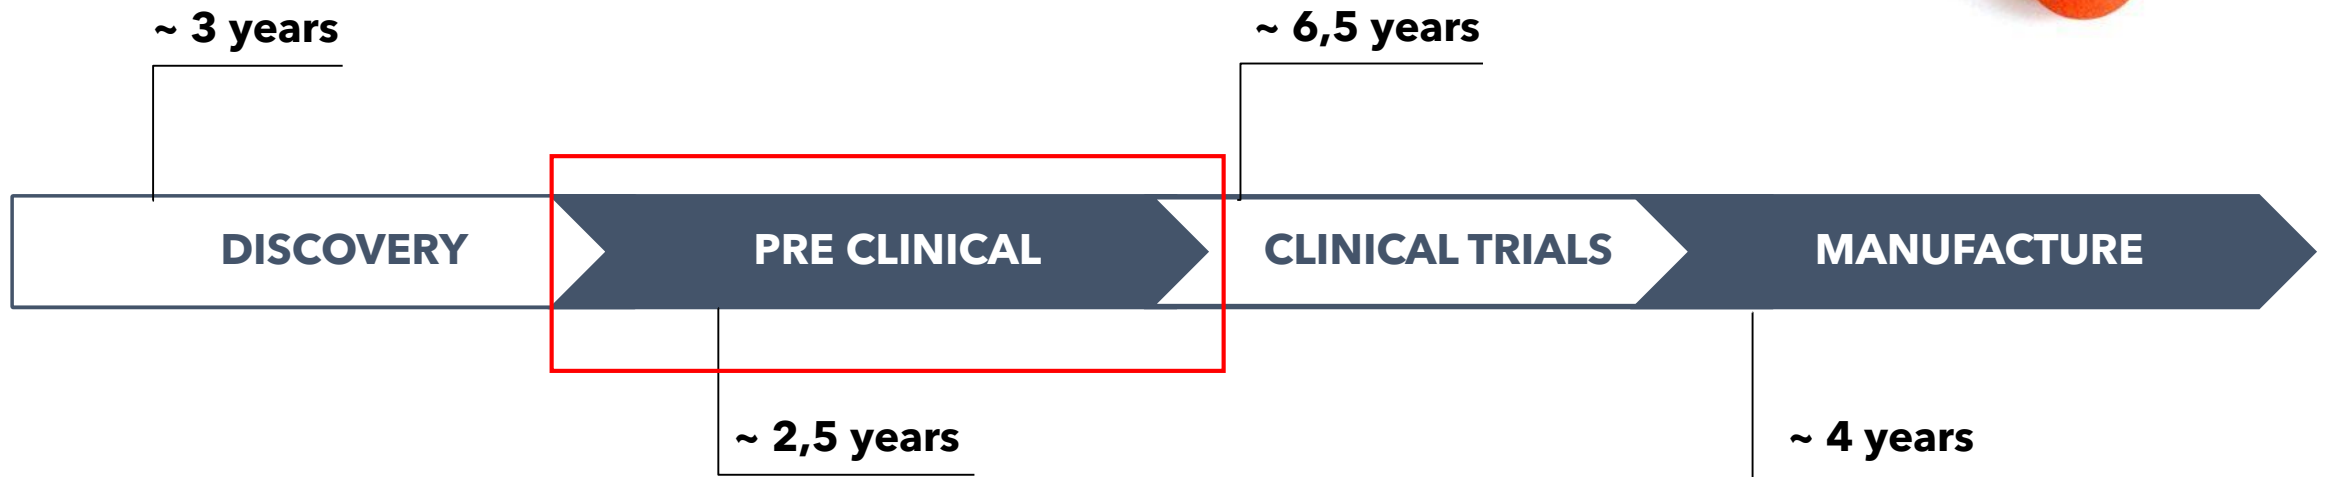 ~ 3 years
~ 6,5 years
DISCOVERY
PRE CLINICAL
CLINICAL TRIALS
MANUFACTURE
~ 2,5 years
~ 4 years